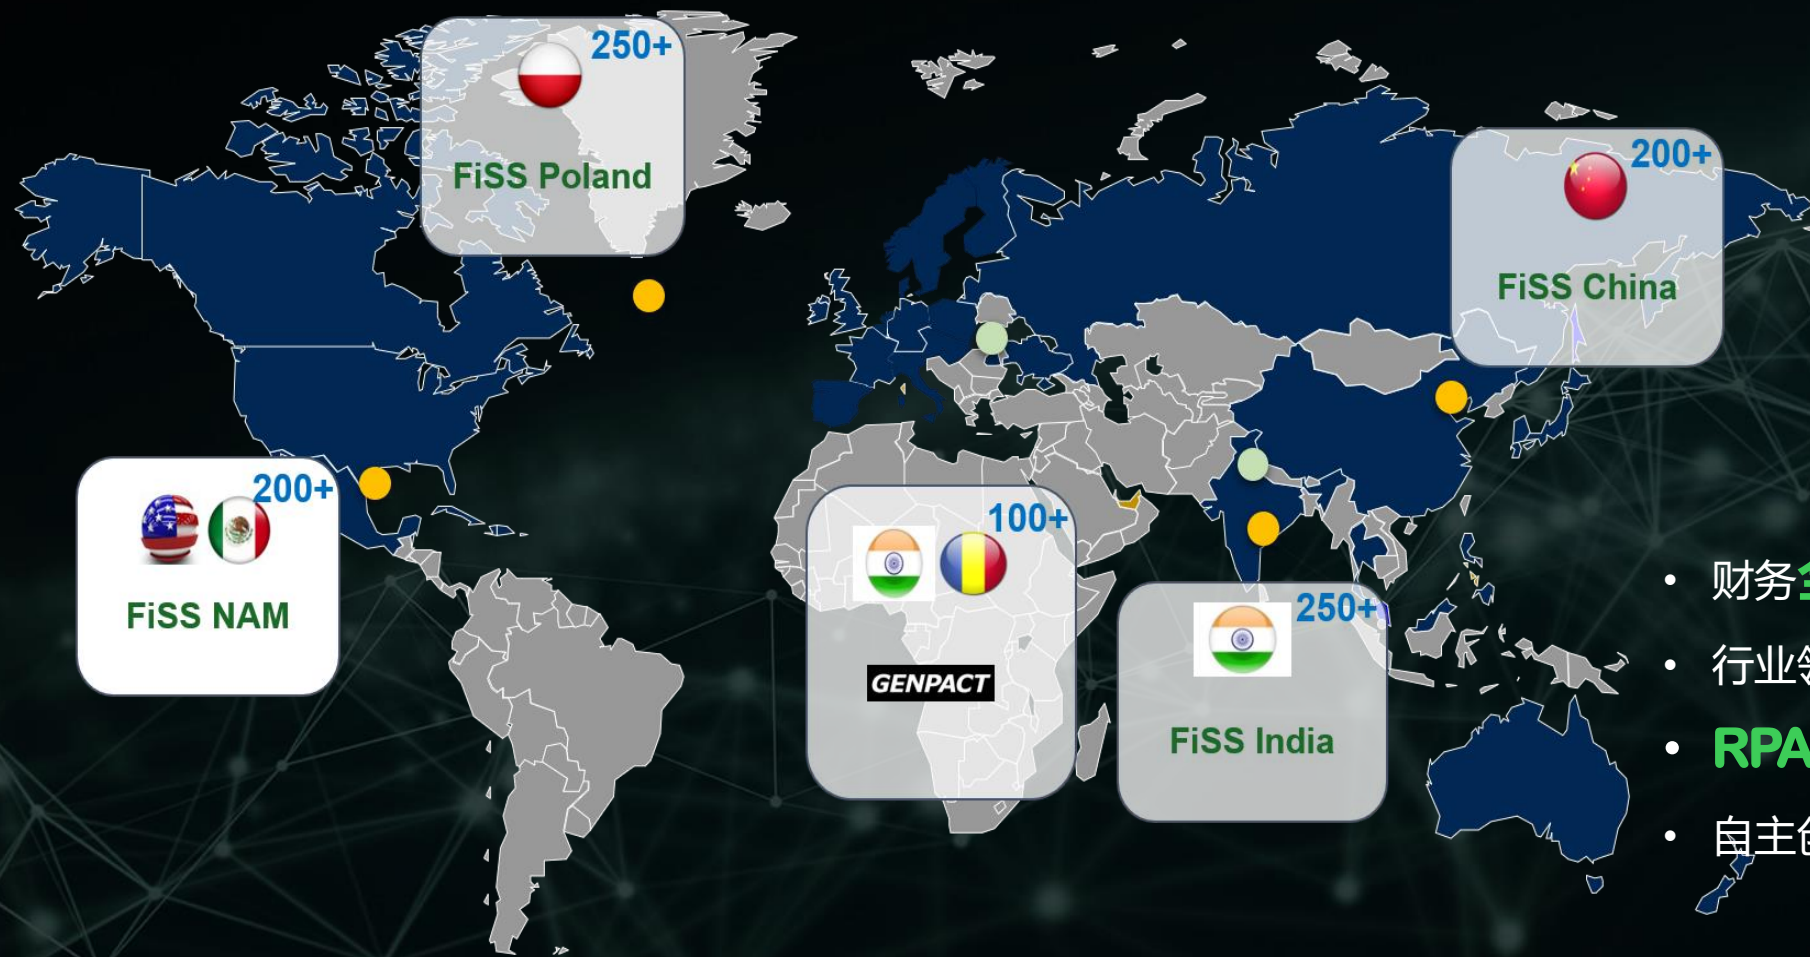 250+
FiSS Poland
200+
FiSS China
200+
FiSS NAM
100+
GENPACT
250+
FiSS India
• 财务
• 行业
• RPA
• 自主